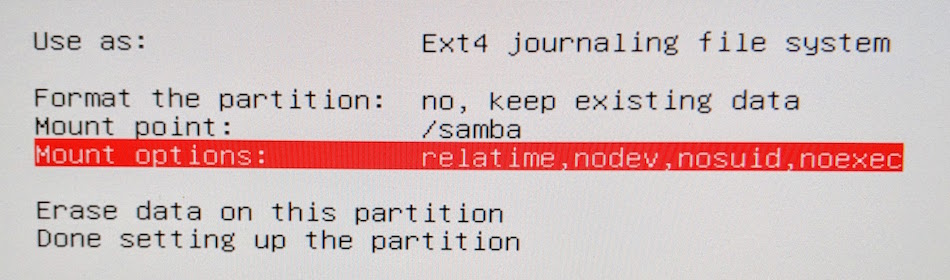 Use as: Ext4 journaling file system
Format the partition: no, keep existing data
Mount point: /samba
Mount options: relatime,nodev,nosuid,noexec
Erase data on this partition
Done setting up the partition